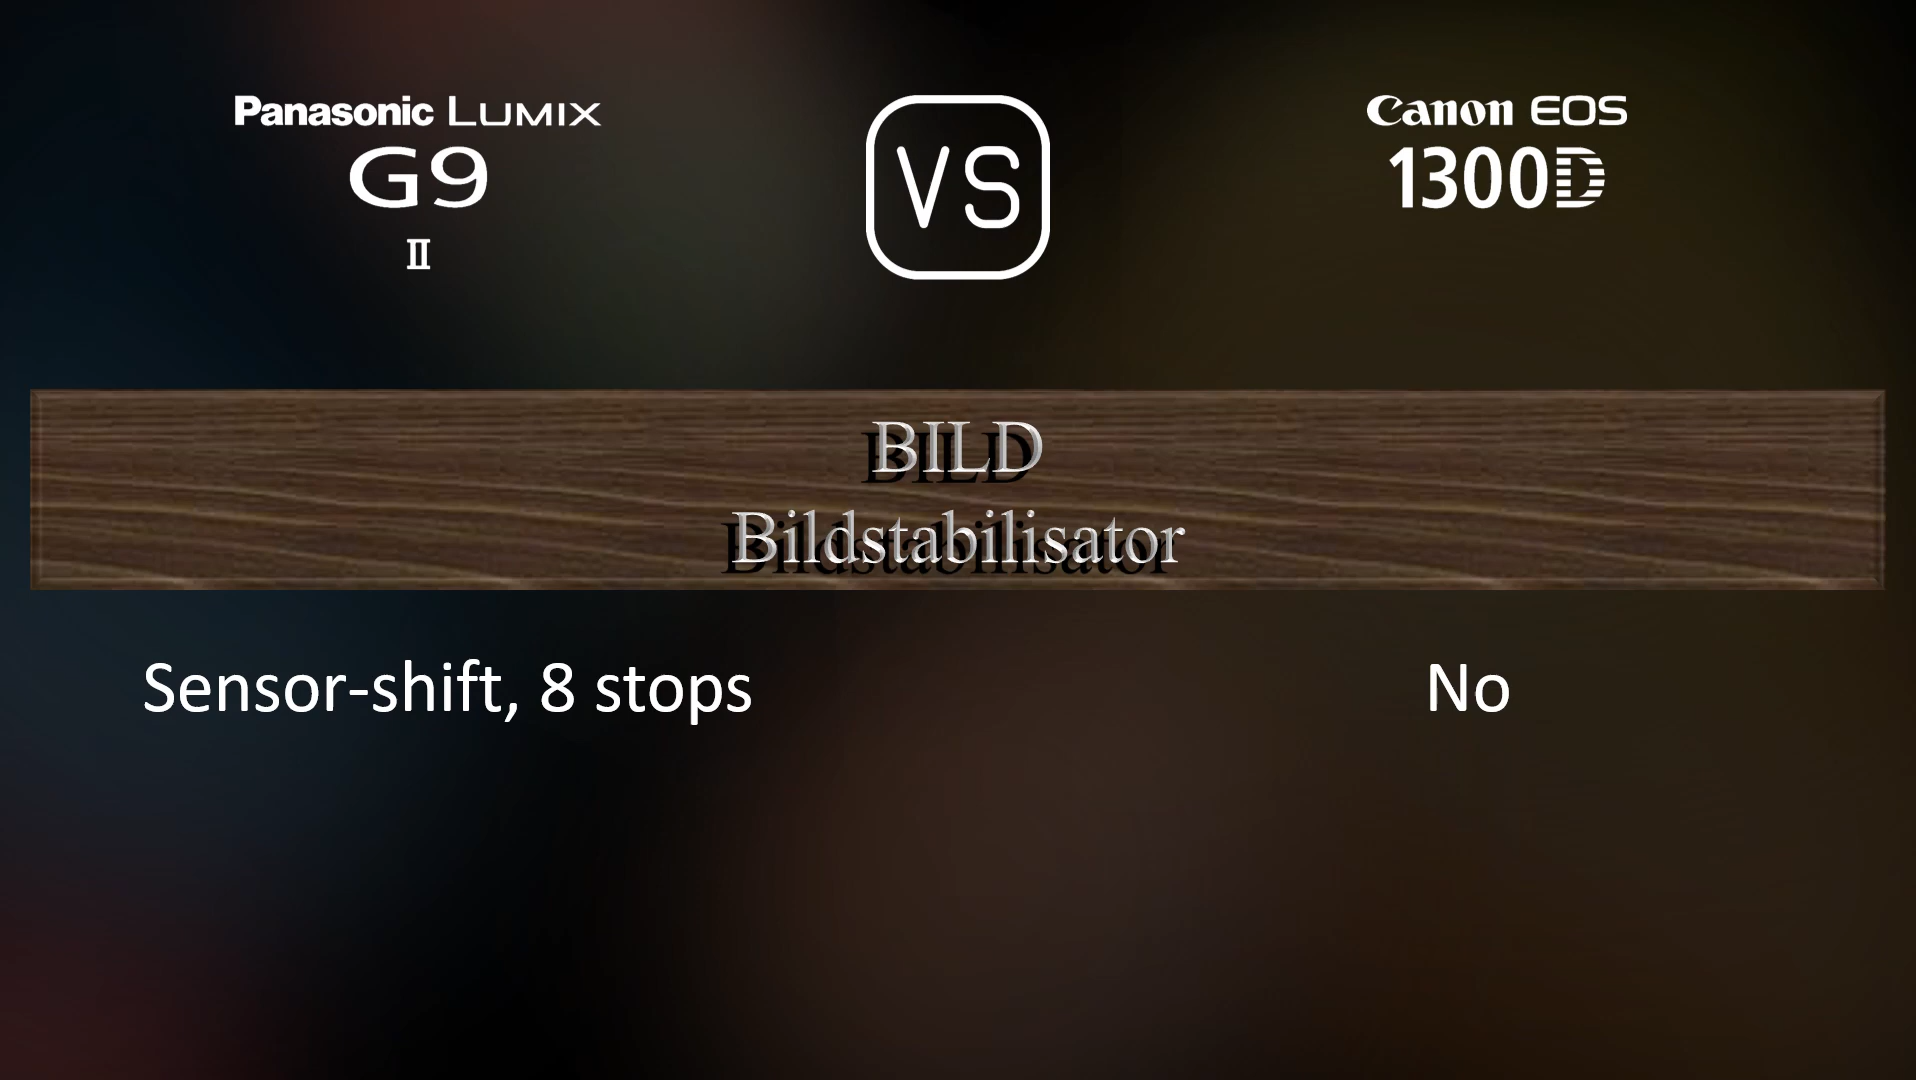 Panasonic LUMIX
G9
II
VS
Canon EOS
1300D
BILD
Bildstabilisator
Sensor-shift, 8 stops
No